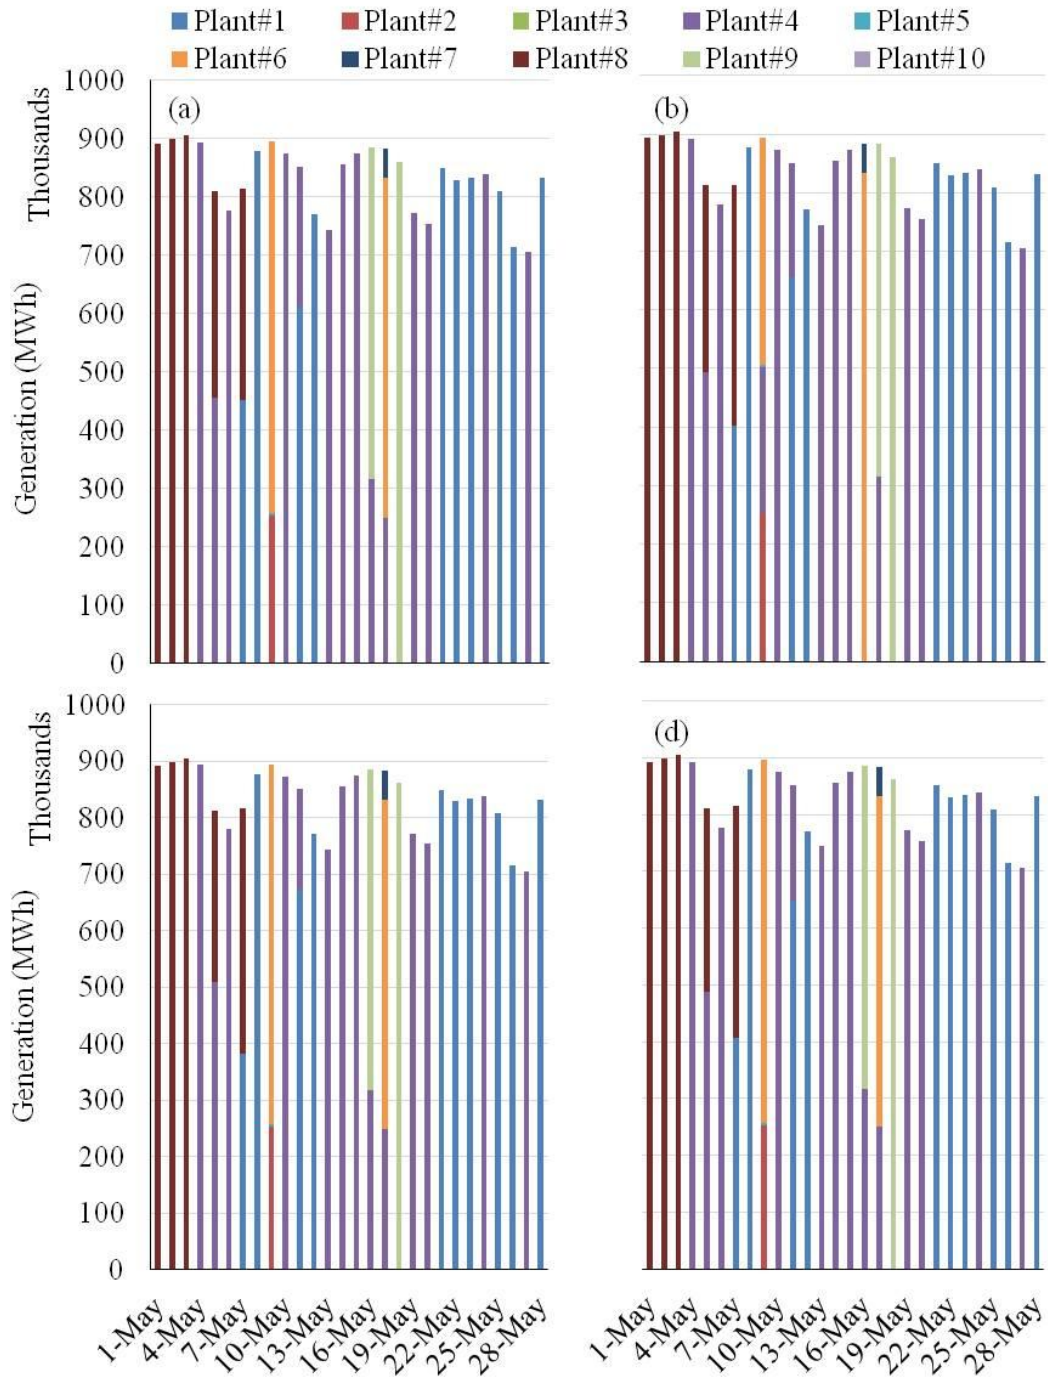 Plant#1 Plant#2 Plant#3 Plant#4 Plant#5
Plant#6 Plant#7 Plant#8 Plant#9 Plant#10
Generation (MWh) Thousands
1000
900
800
700
600
500
400
300
200
100
0
(a)
(b)
Generation (MWh) Thousands
1000
900
800
700
600
500
400
300
200
100
0
(d)
1-May 4-May 7-May 10-May 13-May 16-May 19-May 22-May 25-May 28-May
1-May 4-May 7-May 10-May 13-May 16-May 19-May 22-May 25-May 28-May